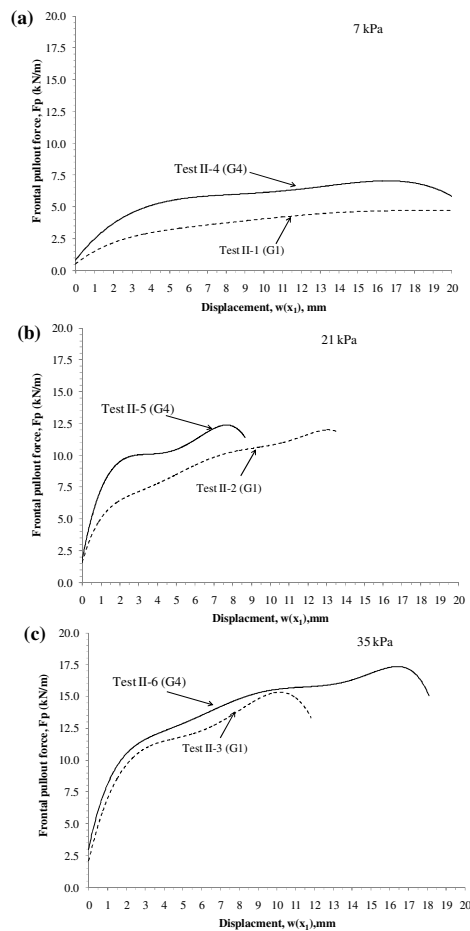 (a)
7 kPa
Frontal pullout force, Fp (kN/m)
20.0
17.5
15.0
12.5
10.0
7.5
5.0
2.5
0.0
Test II-4 (G4)
Test II-1 (G1)
0 1 2 3 4 5 6 7 8 9 10 11 12 13 14 15 16 17 18 19 20
Displacement, w(x₁), mm
(b)
21 kPa
Frontal pullout force, Fp (kN/m)
20.0
17.5
15.0
12.5
10.0
7.5
5.0
2.5
0.0
Test II-5 (G4)
Test II-2 (G1)
0 1 2 3 4 5 6 7 8 9 10 11 12 13 14 15 16 17 18 19 20
Displacment, w(x₁),mm
(c)
35 kPa
Frontal pullout force, Fp (kN/m)
20.0
17.5
15.0
12.5
10.0
7.5
5.0
2.5
0.0
Test II-6 (G4)
Test II-3 (G1)
0 1 2 3 4 5 6 7 8 9 10 11 12 13 14 15 16 17 18 19 20
Displacment, w(x₁),mm